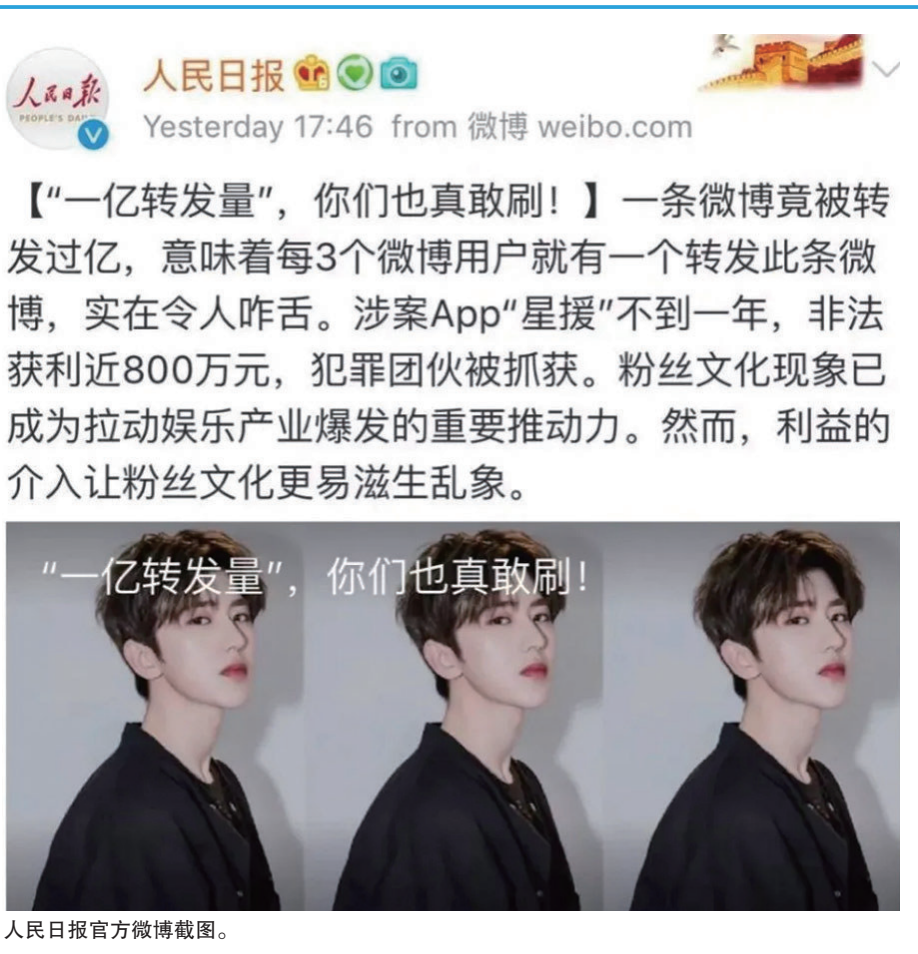 人民日报
人民日报
PEOPLE'S DAI
Yesterday 17:46 from 微博 weibo.com
【“一亿转发量”，你们也真敢刷！】一条微博竟被转
发过亿，意味着每3个微博用户就有一个转发此条微
博，实在令人咋舌。涉案App“星援”不到一年，非法
获利近800万元，犯罪团伙被抓获。粉丝文化现象已
成为拉动娱乐产业爆发的重要推动力。然而，利益的
介入让粉丝文化更易滋生乱象。
“一亿转发量”，你们也真敢刷！
人民日报官方微博截图。